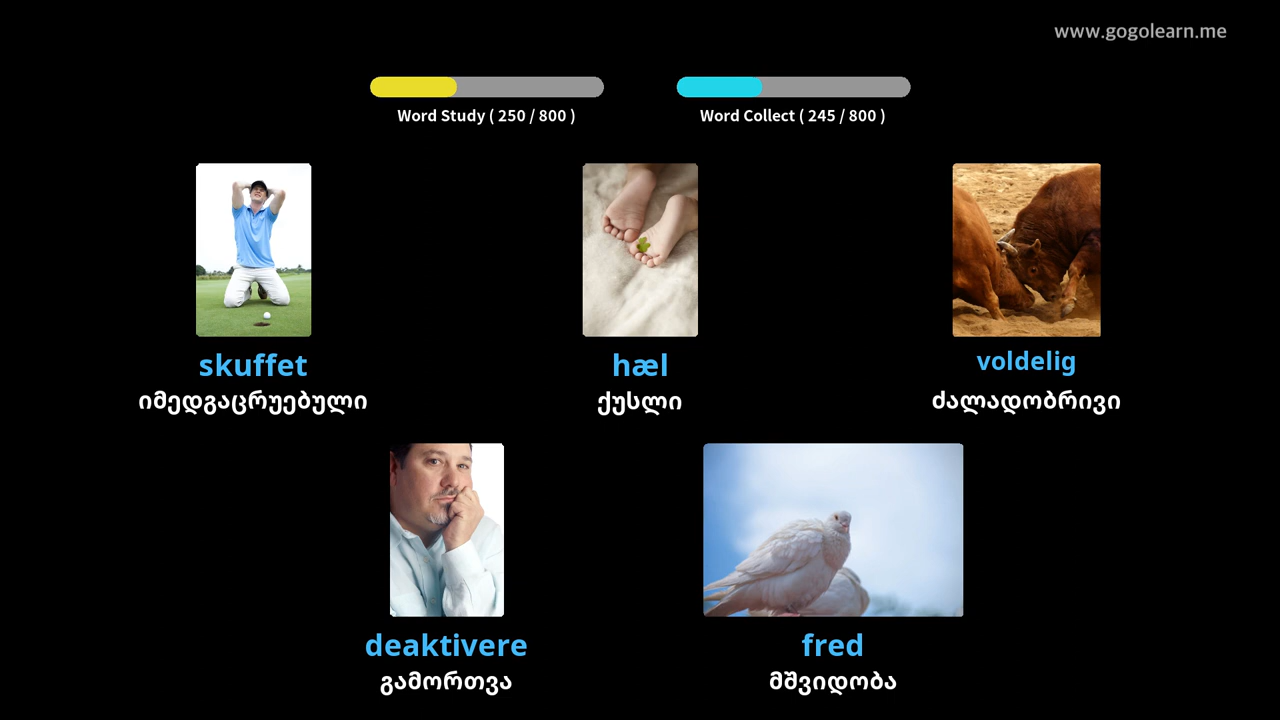 www.gogolearn.me
Word Study ( 250 / 800 )
Word Collect ( 245 / 800 )
skuffet
იმედგაცრუებული
hæl
ქუსლი
voldelig
ძალადობრივი
deaktivere
გამორთვა
fred
მშვიდობა